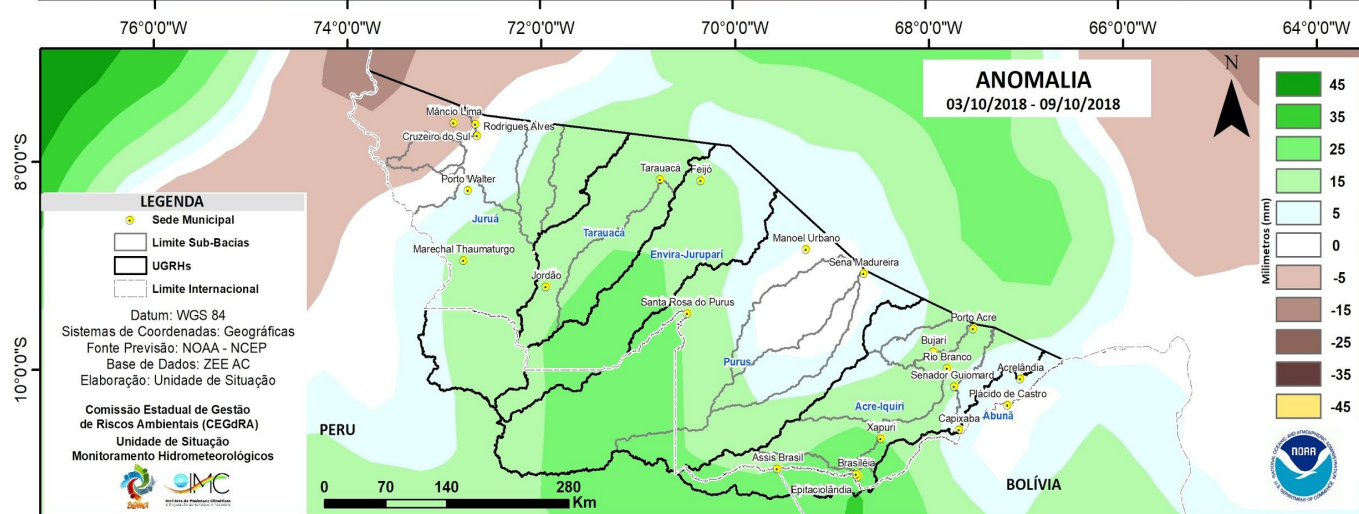 76°0'0"W
74°0'0"W
72°0'0"W
70°0'0"W
68°0'0"W
66°0'0"W
64°0'0"W
8°0'0"S
10°0'0"S
ANOMALIA
03/10/2018 - 09/10/2018
N
Milímetros (mm)
45
35
25
15
5
0
-5
-15
-25
-35
-45
Mâncio Lima
Rodrigues Alves
Cruzeiro do Sul
Porto Walter
Juruá
Marechal Thaumaturgo
Jordão
Tarauacá
Feijó
Tarauacá
Envira-Jurupari
Manoel Urbano
Sena Madureira
Santa Rosa do Purus
Purus
Porto Acre
Bujari
Rio Branco
Senador Guiomard
Acrelândia
Plácido de Castro
Abunã
Acre-Iquiri
Capixaba
Xapuri
Assis Brasil
Brasiléia
Epitaciolândia
PERU
BOLÍVIA
LEGENDA
Sede Municipal
Limite Sub-Bacias
UGRHs
Limite Internacional
Datum: WGS 84
Sistemas de Coordenadas: Geográficas
Fonte Previsão: NOAA - NCEP
Base de Dados: ZEE AC
Elaboração: Unidade de Situação
Comissão Estadual de Gestão
de Riscos Ambientais (CEGdRA)
Unidade de Situação
Monitoramento Hidrometeorológicos
IMC
0 70 140 280
Km
NOAA